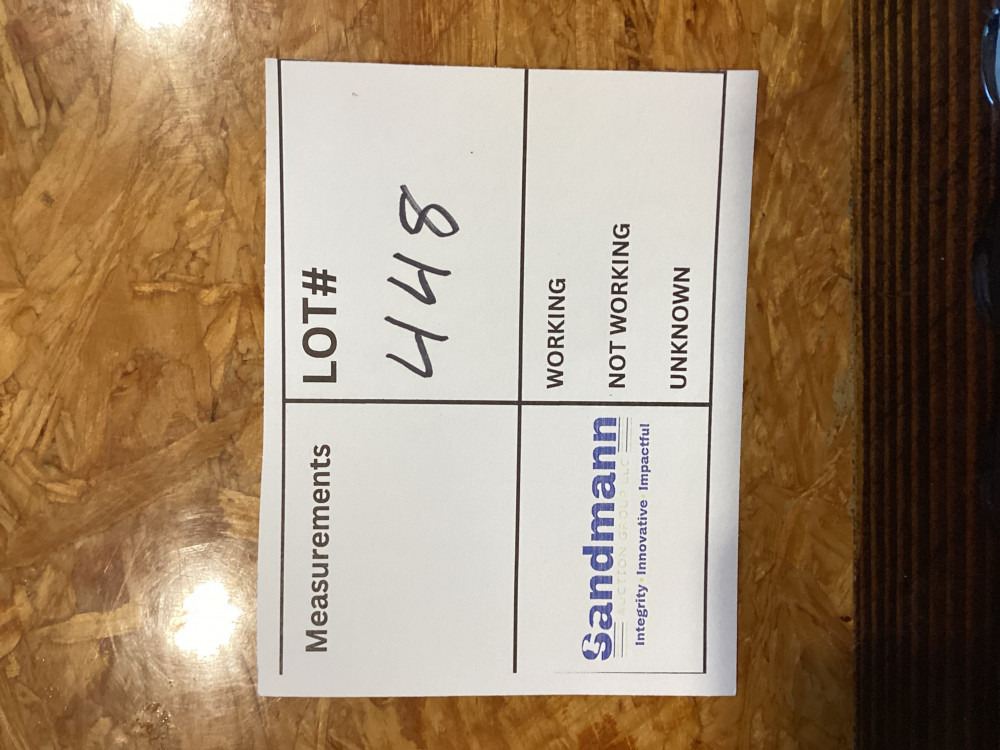 Measurements
LOT#
448
Sandmann
AUCTION GROUP LLC
Integrity · Innovative · Impactful
WORKING
NOT WORKING
UNKNOWN